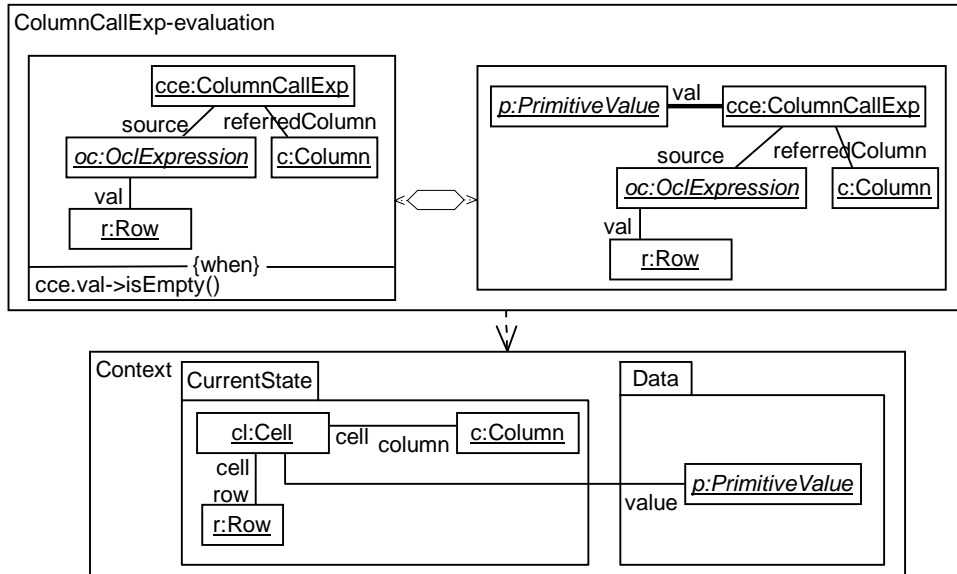 ColumnCallExp-evaluation
cce:ColumnCallExp
source
referredColumn
oc:OclExpression
c:Column
val
r:Row
{when}
cce.val->isEmpty()
p:PrimitiveValue
val
cce:ColumnCallExp
source
referredColumn
oc:OclExpression
c:Column
val
r:Row
Context
CurrentState
cl:Cell
cell
column
c:Column
cell
row
r:Row
Data
value
p:PrimitiveValue